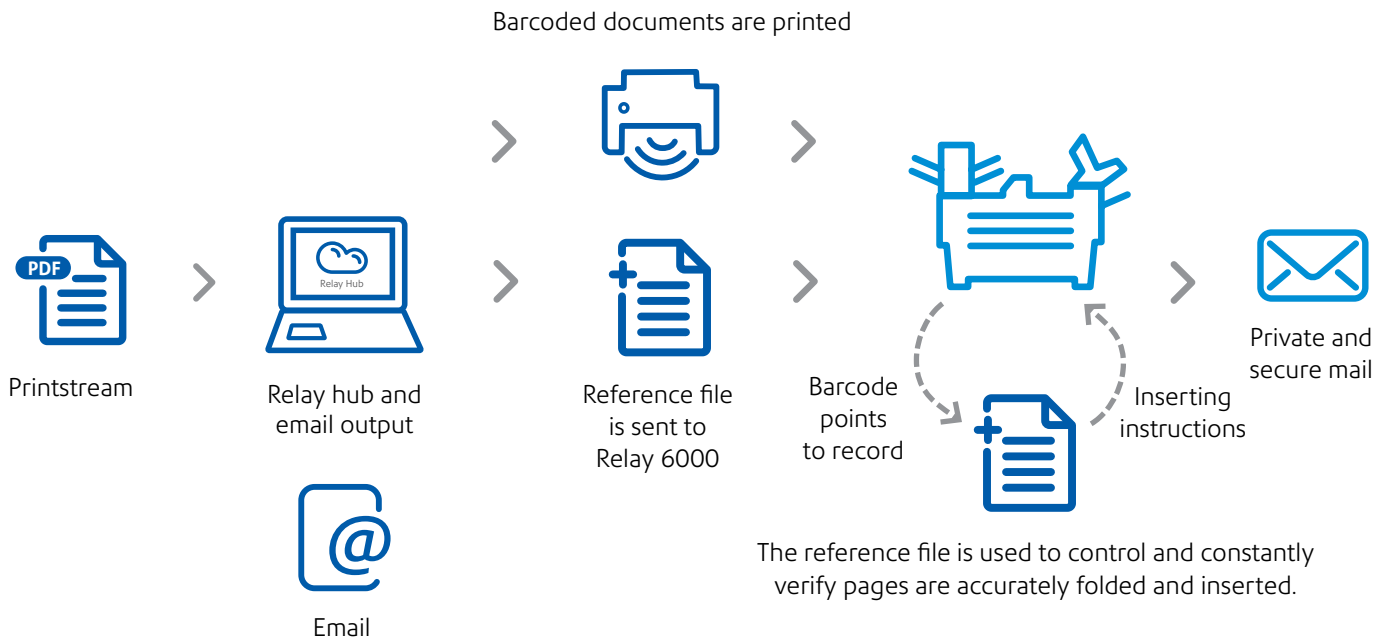 Barcoded documents are printed
PDF
Printstream
Relay Hub
Relay hub and
email output
@
Email
Reference file
is sent to
Relay 6000
Barcode
points
to record
Inserting
instructions
Private and
secure mail
The reference file is used to control and constantly
verify pages are accurately folded and inserted.